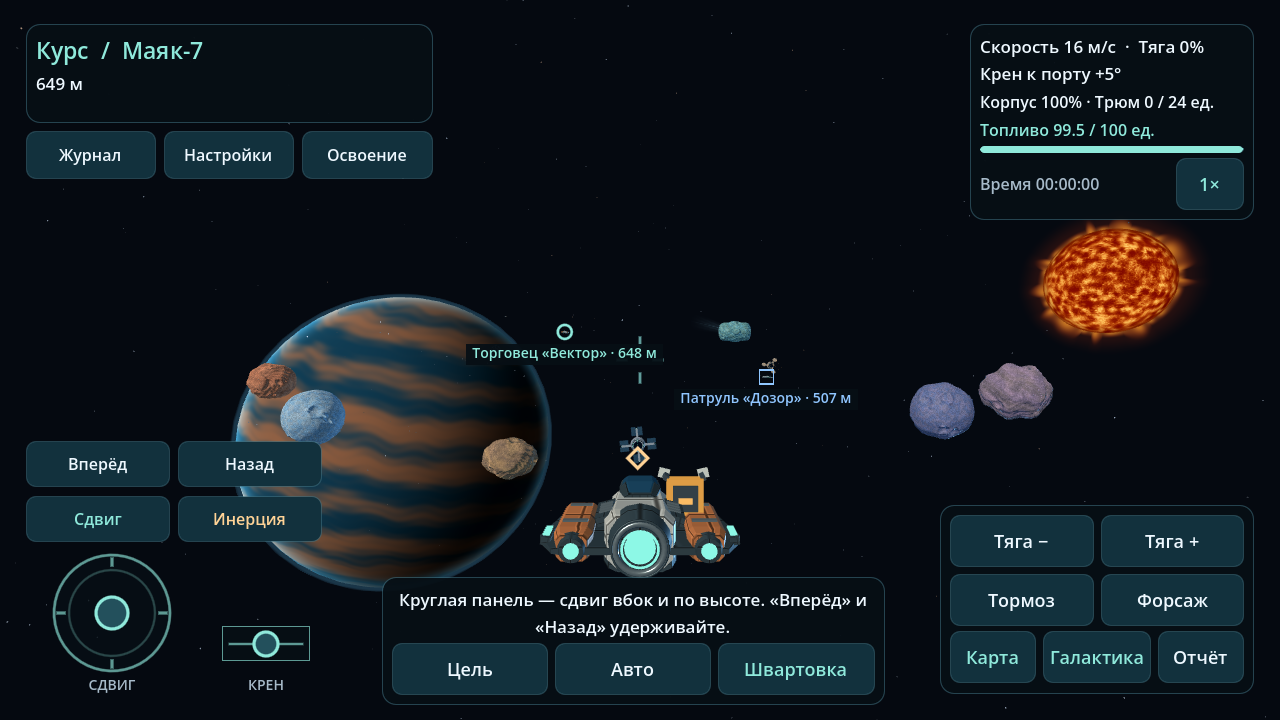 Курс / Маяк-7
649 м
Журнал
Настройки
Освоение
Скорость 16 м/с · Тяга 0%
Крен к порту +5°
Корпус 100% · Трюм 0 / 24 ед.
Топливо 99.5 / 100 ед.
Время 00:00:00
1×
Торговец «Вектор» · 648 м
Патруль «Дозор» · 507 м
Вперёд
Назад
Сдвиг
Инерция
СДВИГ
КРЕН
Круглая панель — сдвиг вбок и по высоте. «Вперёд» и
«Назад» удерживайте.
Цель
Авто
Швартовка
Тяга −
Тяга +
Тормоз
Форсаж
Карта
Галактика
Отчёт